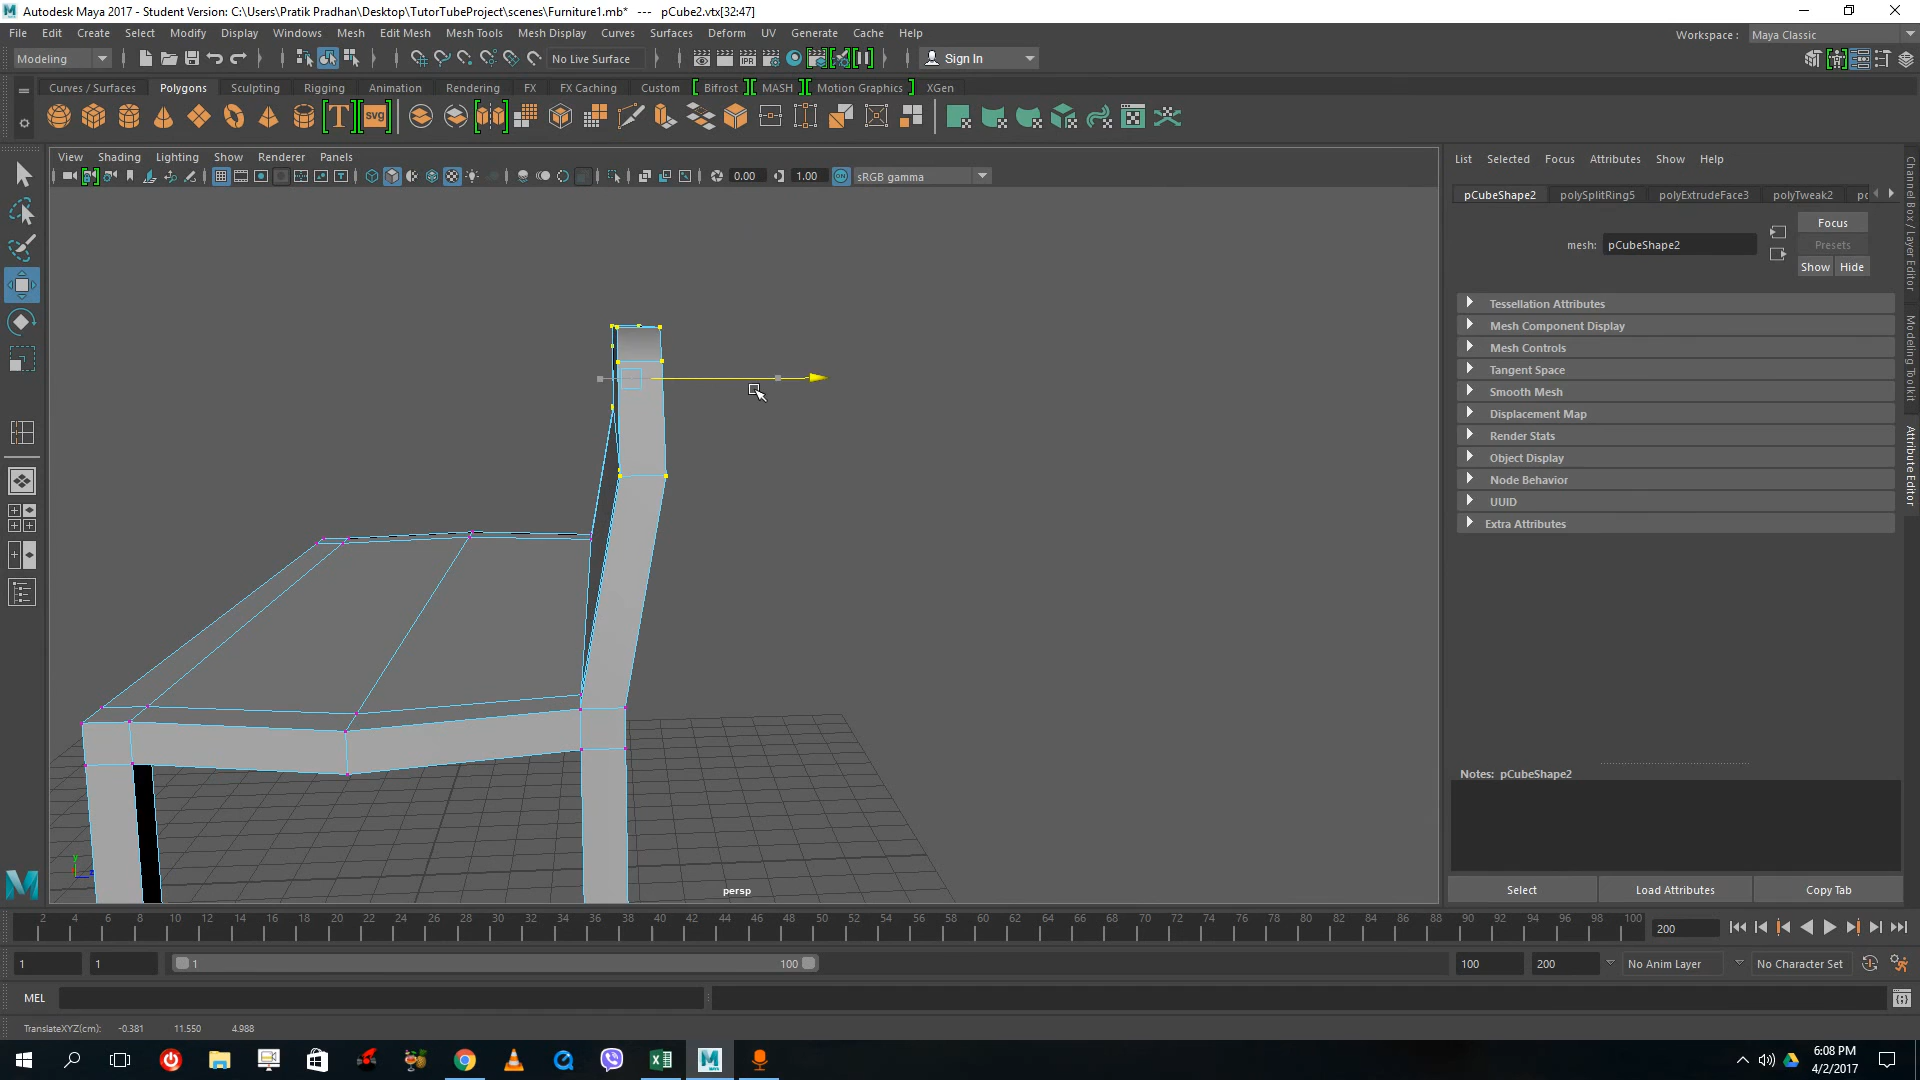 Autodesk Maya 2017 - Student Version: C:\Users\Pratik Pradhan\Desktop\TutorTubeProject\scenes\Furniture1.mb* --- pCube2.vtx[32:47]
File Edit Create Select Modify Display Windows Mesh Edit Mesh Mesh Tools Mesh Display Curves Surfaces Deform UV Generate Cache Help
Workspace : Maya Classic
Modeling No Live Surface Sign In
Curves / Surfaces Polygons Sculpting Rigging Animation Rendering FX FX Caching Custom Bifrost MASH Motion Graphics XGen
T SVG
View Shading Lighting Show Renderer Panels
0.00 1.00 sRGB gamma
List Selected Focus Attributes Show Help
pCubeShape2 polySplitRing5 polyExtrudeFace3 polyTweak2
Focus
mesh: pCubeShape2
Presets
Show Hide
Tessellation Attributes
Mesh Component Display
Mesh Controls
Tangent Space
Smooth Mesh
Displacement Map
Render Stats
Object Display
Node Behavior
UUID
Extra Attributes
Notes: pCubeShape2
Select Load Attributes Copy Tab
Channel Box / Layer Editor
Modeling Toolkit
Attribute Editor
persp
2 4 6 8 10 12 14 16 18 20 22 24 26 28 30 32 34 36 38 40 42 44 46 48 50 52 54 56 58 60 62 64 66 68 70 72 74 76 78 80 82 84 86 88 90 92 94 96 98 100
200
1 1 1 100 100 200 No Anim Layer No Character Set
MEL
TranslateXYZ(cm): -0.381 11.550 4.988
6:08 PM
4/2/2017